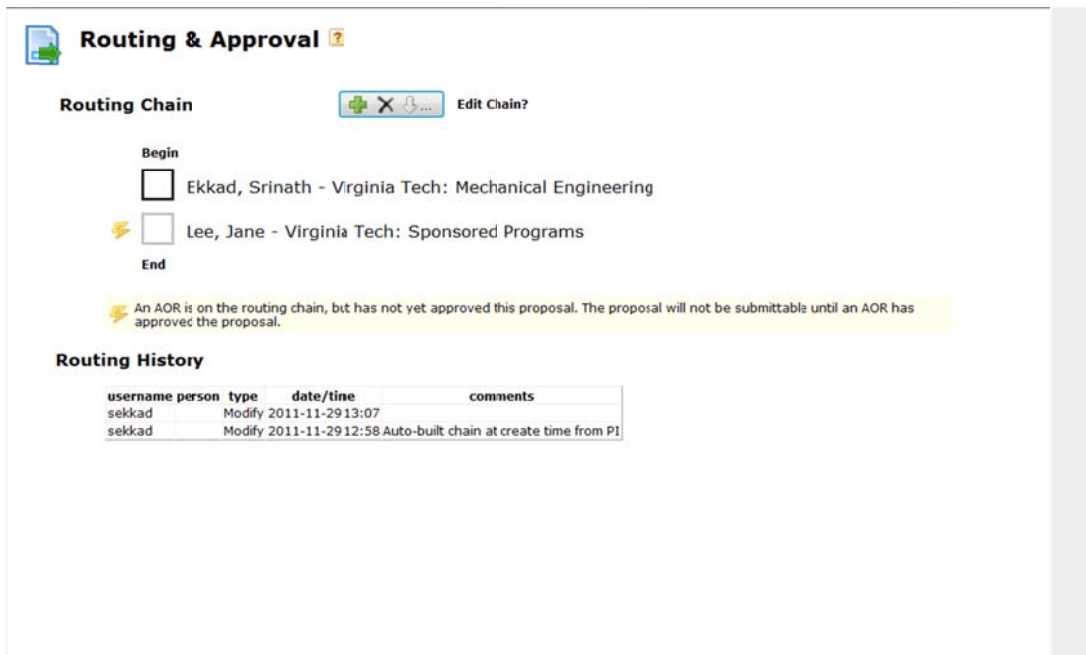 Routing & Approval ?
Routing Chain ... Edit Chain?
Begin
Ekkad, Srinath - Virginia Tech: Mechanical Engineering
Lee, Jane - Virginia Tech: Sponsored Programs
End
An AOR is on the routing chain, but has not yet approved this proposal. The proposal will not be submittable until an AOR has
approved the proposal.
Routing History
username person type date/time comments
sekkad Modify 2011-11-29 13:07
sekkad Modify 2011-11-29 12:58 Auto-built chain at create time from PI